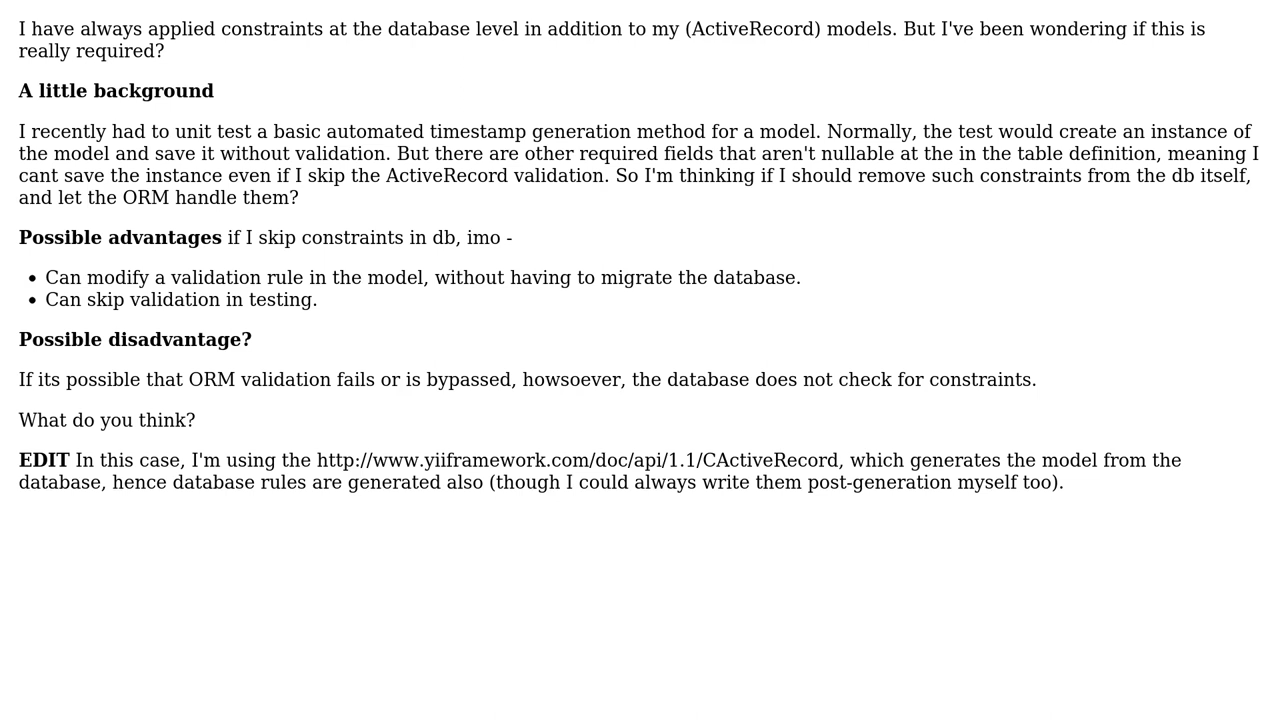 I have always applied constraints at the database level in addition to my (ActiveRecord) models. But I've been wondering if this is
really required?
A little background
I recently had to unit test a basic automated timestamp generation method for a model. Normally, the test would create an instance of
the model and save it without validation. But there are other required fields that aren't nullable at the in the table definition, meaning I
cant save the instance even if I skip the ActiveRecord validation. So I'm thinking if I should remove such constraints from the db itself,
and let the ORM handle them?
Possible advantages if I skip constraints in db, imo -
• Can modify a validation rule in the model, without having to migrate the database.
• Can skip validation in testing.
Possible disadvantage?
If its possible that ORM validation fails or is bypassed, howsoever, the database does not check for constraints.
What do you think?
EDIT In this case, I'm using the http://www.yiiframework.com/doc/api/1.1/CActiveRecord, which generates the model from the
database, hence database rules are generated also (though I could always write them post-generation myself too).